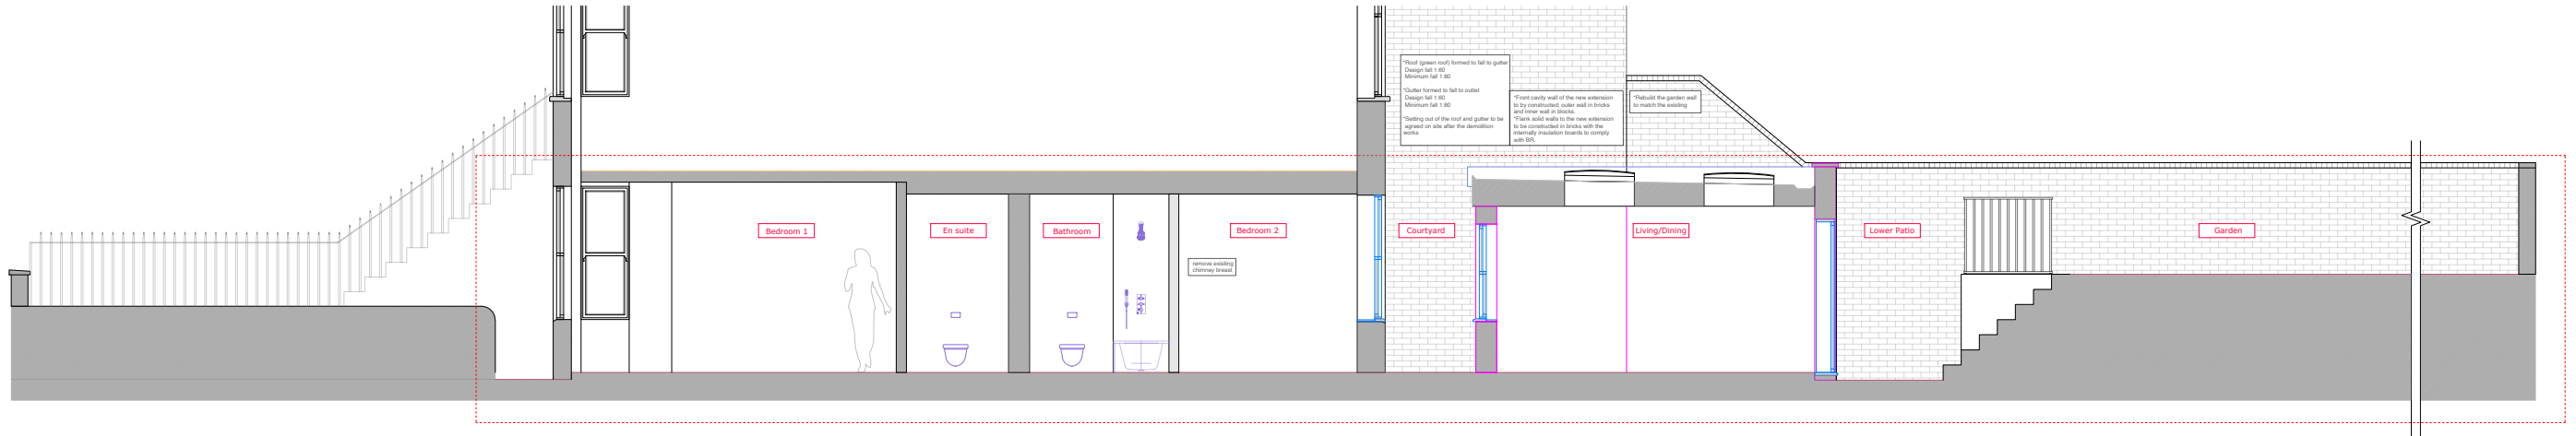 *Roof (green roof) formed to fall to gutter
Design fall 1:60
Minimum fall 1:80
*Gutter formed to fall to outlet
Design fall 1:60
Minimum fall 1:80
*Setting out of the roof and gutter to be
agreed on site after the demolition
works
*Front cavity wall of the new extension
to by constructed; outer wall in bricks
and inner wall in blocks.
*Flank solid walls to the new extension
to be constructed in bricks with the
internally insulation boards to comply
with BR.
*Rebuild the garden wall
to match the existing
Bedroom 1
En suite
Bathroom
Bedroom 2
Courtyard
Living/Dining
Lower Patio
Garden
remove existing
chimney breast